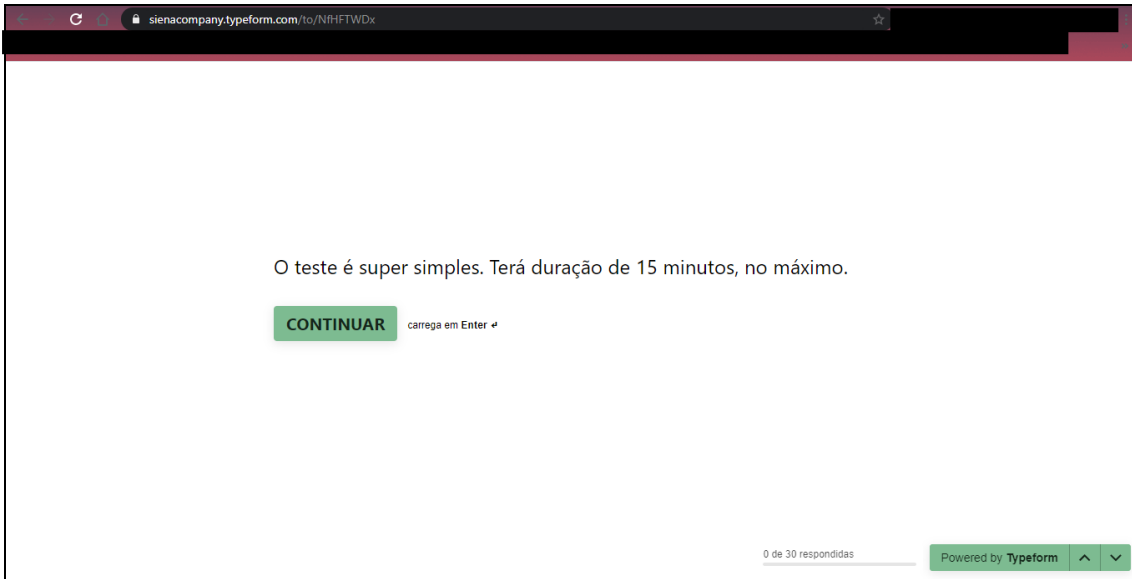 sienacompany.typeform.com/to/NfHFTWDx
O teste é super simples. Terá duração de 15 minutos, no máximo.
CONTINUAR
carrega em Enter ↵
0 de 30 respondidas
Powered by Typeform